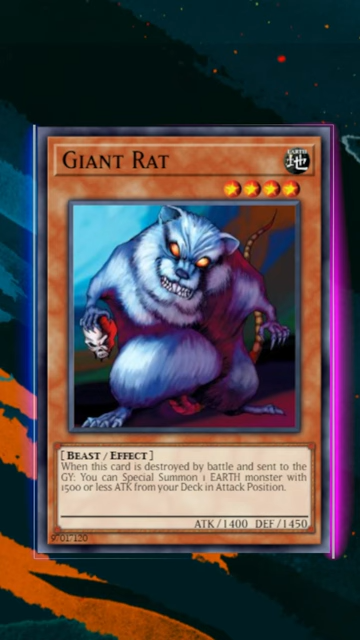 GIANT RAT
EARTH
地
[ BEAST / EFFECT ]
When this card is destroyed by battle and sent to the
GY: You can Special Summon 1 EARTH monster with
1500 or less ATK from your Deck in Attack Position.
ATK/1400 DEF/1450